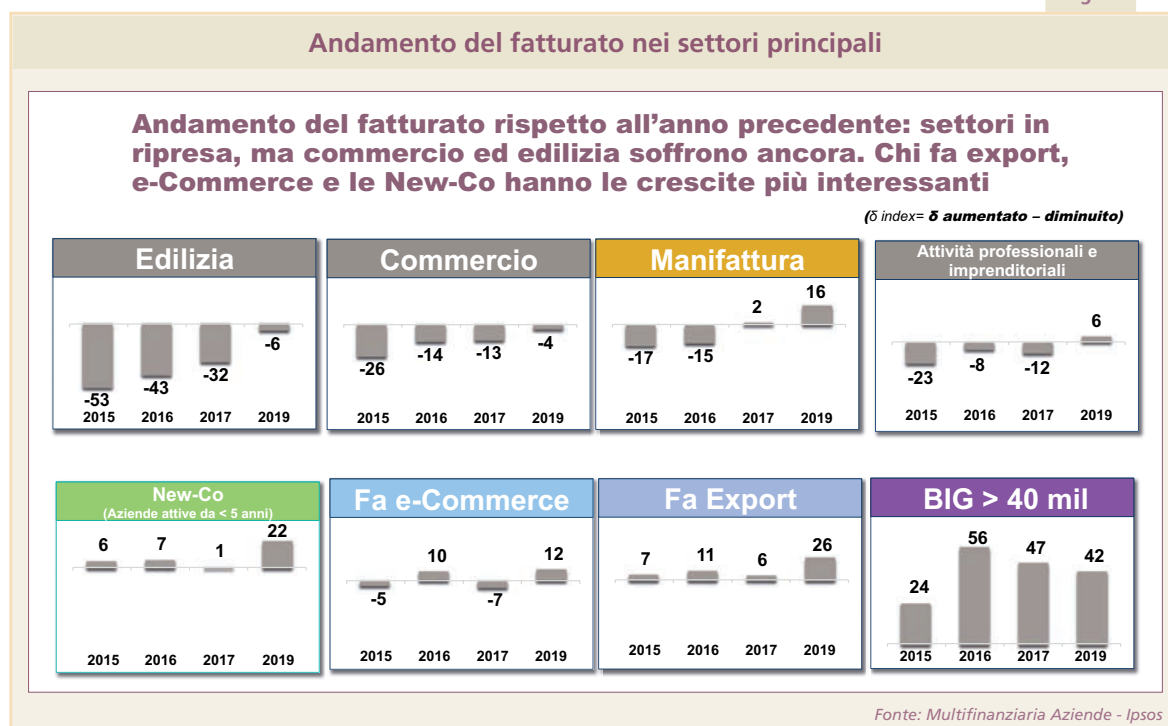 Andamento del fatturato nei settori principali
Andamento del fatturato rispetto all'anno precedente: settori in
ripresa, ma commercio ed edilizia soffrono ancora. Chi fa export,
e-Commerce e le New-Co hanno le crescite più interessanti
(δ index= δ aumentato – diminuito)
Edilizia
-53 -43 -32 -6
2015 2016 2017 2019
Commercio
-26 -14 -13 -4
2015 2016 2017 2019
Manifattura
-17 -15 2 16
2015 2016 2017 2019
Attività professionali e
imprenditoriali
-23 -8 -12 6
2015 2016 2017 2019
New-Co
(Aziende attive da < 5 anni)
6 7 1 22
2015 2016 2017 2019
Fa e-Commerce
-5 10 -7 12
2015 2016 2017 2019
Fa Export
7 11 6 26
2015 2016 2017 2019
BIG > 40 mil
24 56 47 42
2015 2016 2017 2019
Fonte: Multifinanziaria Aziende - Ipsos